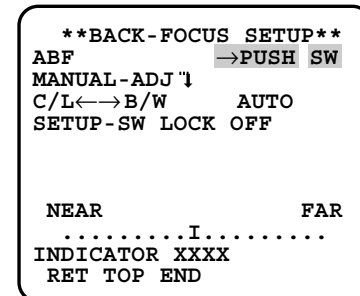 **BACK-FOCUS SETUP**
ABF →PUSH SW
MANUAL-ADJ
C/L←→B/W AUTO
SETUP-SW LOCK OFF
NEAR FAR
.........I.........
INDICATOR XXXX
RET TOP END